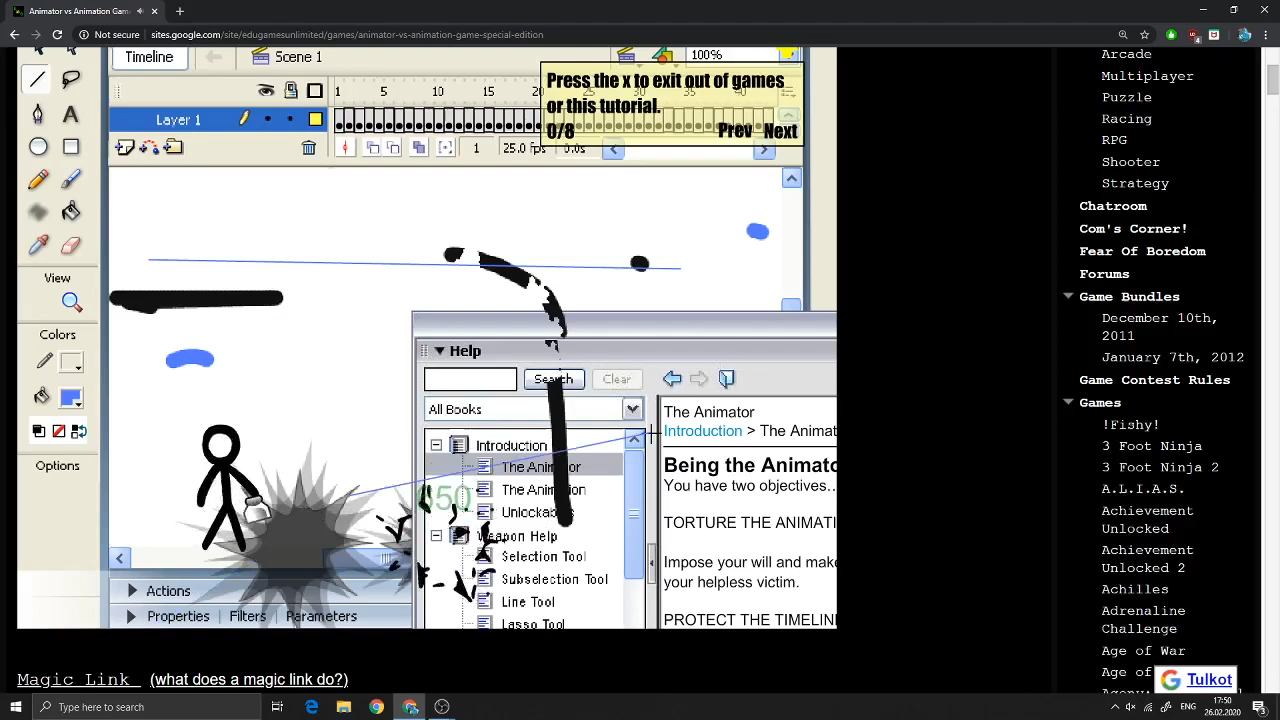 Animator vs Animation Game
Not secure
sites.google.com/site/edugamesunlimited/games/animator-vs-animation-game-special-edition
Timeline
Scene 1
100%
Press the x to exit out of games
or this tutorial.
0/8
Prev Next
1 5 10 15 20 25 30 35
Layer 1
1 25.0 Fps 0.0s
View
Colors
Options
Help
Search Clear
All Books
Introduction
The Animator
The Animation
Unlockables
Weapon Help
Selection Tool
Subselection Tool
Line Tool
Lasso Tool
The Animator
Introduction > The Animat
Being the Animato
You have two objectives...
TORTURE THE ANIMATI
Impose your will and make
your helpless victim.
PROTECT THE TIMELIN
Actions
Properties Filters Parameters
Magic Link (what does a magic link do?)
Arcade
Multiplayer
Puzzle
Racing
RPG
Shooter
Strategy
Chatroom
Com's Corner!
Fear Of Boredom
Forums
Game Bundles
December 10th,
2011
January 7th, 2012
Game Contest Rules
Games
!Fishy!
3 Foot Ninja
3 Foot Ninja 2
A.L.I.A.S.
Achievement
Unlocked
Achievement
Unlocked 2
Achilles
Adrenaline
Challenge
Age of War
Age of
Tulkot
Type here to search
ENG
17:50
26.02.2020